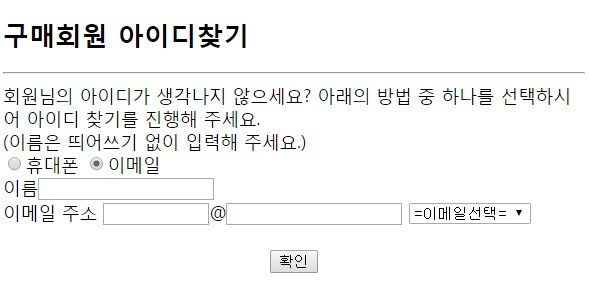 구매회원 아이디찾기
회원님의 아이디가 생각나지 않으세요? 아래의 방법 중 하나를 선택하시
어 아이디 찾기를 진행해 주세요.
(이름은 띄어쓰기 없이 입력해 주세요.)
휴대폰 이메일
이름
이메일 주소 @ =이메일선택=
확인